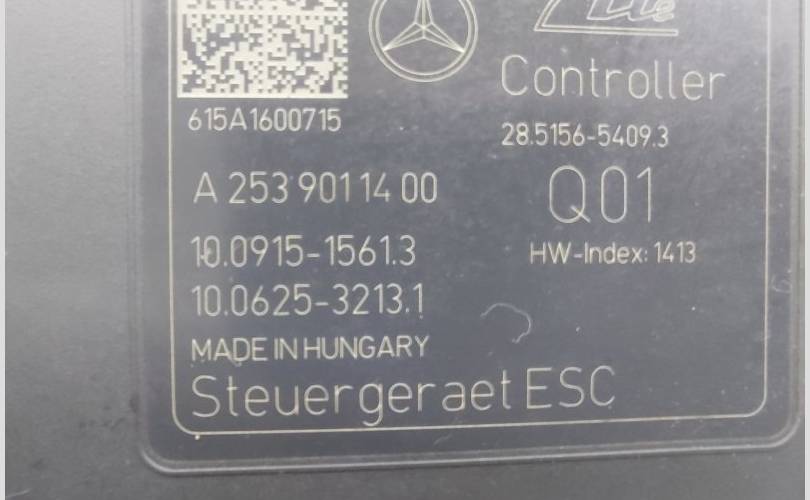 Ate
Controller
615A1600715
28.5156-5409.3
A 253 901 14 00
Q01
10.0915-1561.3
HW-Index: 1413
10.0625-3213.1
MADE IN HUNGARY
Steuergeraet ESC